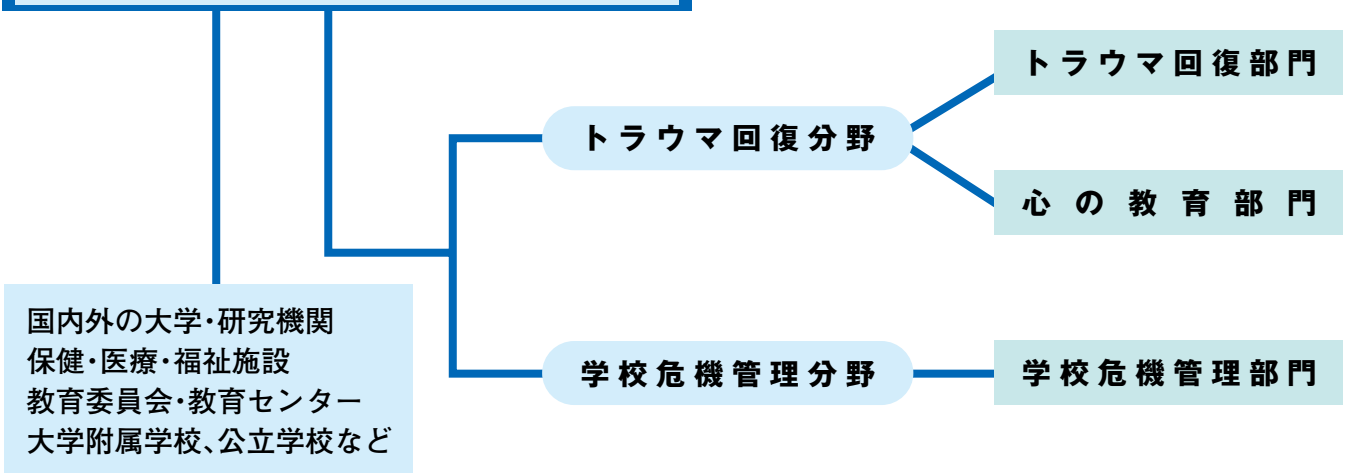 トラウマ回復部門
トラウマ回復分野
心の教育部門
国内外の大学・研究機関
保健・医療・福祉施設
教育委員会・教育センター
大学附属学校、公立学校など
学校危機管理分野
学校危機管理部門